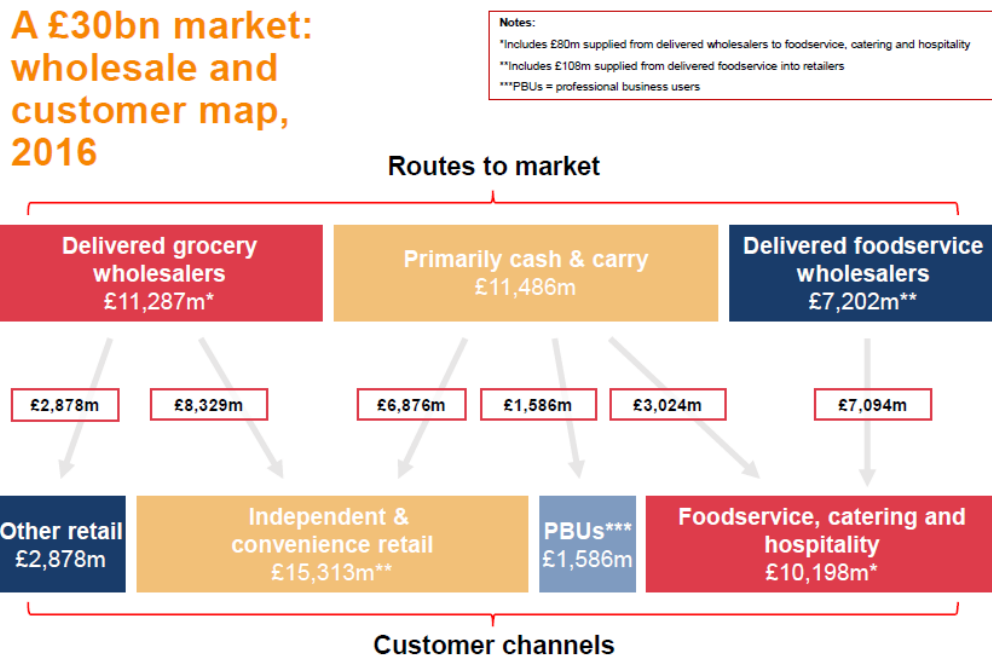 A £30bn market:
wholesale and
customer map,
2016
Notes:
*Includes £80m supplied from delivered wholesalers to foodservice, catering and hospitality
**Includes £108m supplied from delivered foodservice into retailers
***PBUs = professional business users
Routes to market
Delivered grocery
wholesalers
£11,287m*
Primarily cash & carry
£11,486m
Delivered foodservice
wholesalers
£7,202m**
£2,878m
£8,329m
£6,876m
£1,586m
£3,024m
£7,094m
Other retail
£2,878m
Independent &
convenience retail
£15,313m**
PBUs***
£1,586m
Foodservice, catering and
hospitality
£10,198m*
Customer channels